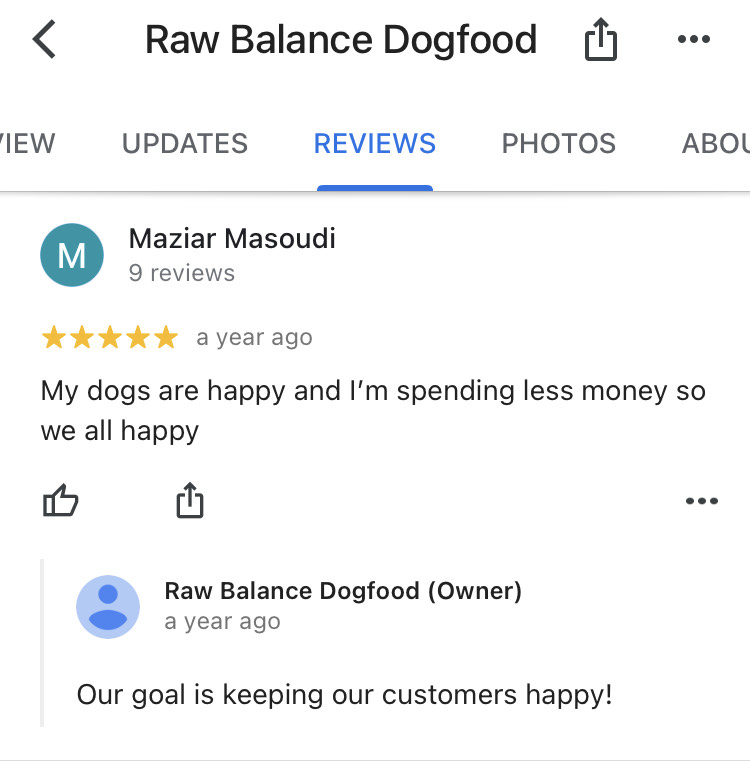 Raw Balance Dogfood
VIEW UPDATES REVIEWS PHOTOS ABOU
M
Maziar Masoudi
9 reviews
a year ago
My dogs are happy and I’m spending less money so
we all happy
Raw Balance Dogfood (Owner)
a year ago
Our goal is keeping our customers happy!